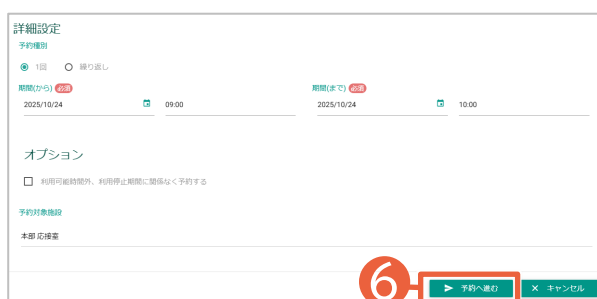 詳細設定
予約種別
1回 繰り返し
期間(から) 必須 期間(まで) 必須
2025/10/24 09:00 2025/10/24 10:00
オプション
利用可能時間外、利用停止期間に関係なく予約する
予約対象施設
本部 応接室
6 予約へ進む × キャンセル